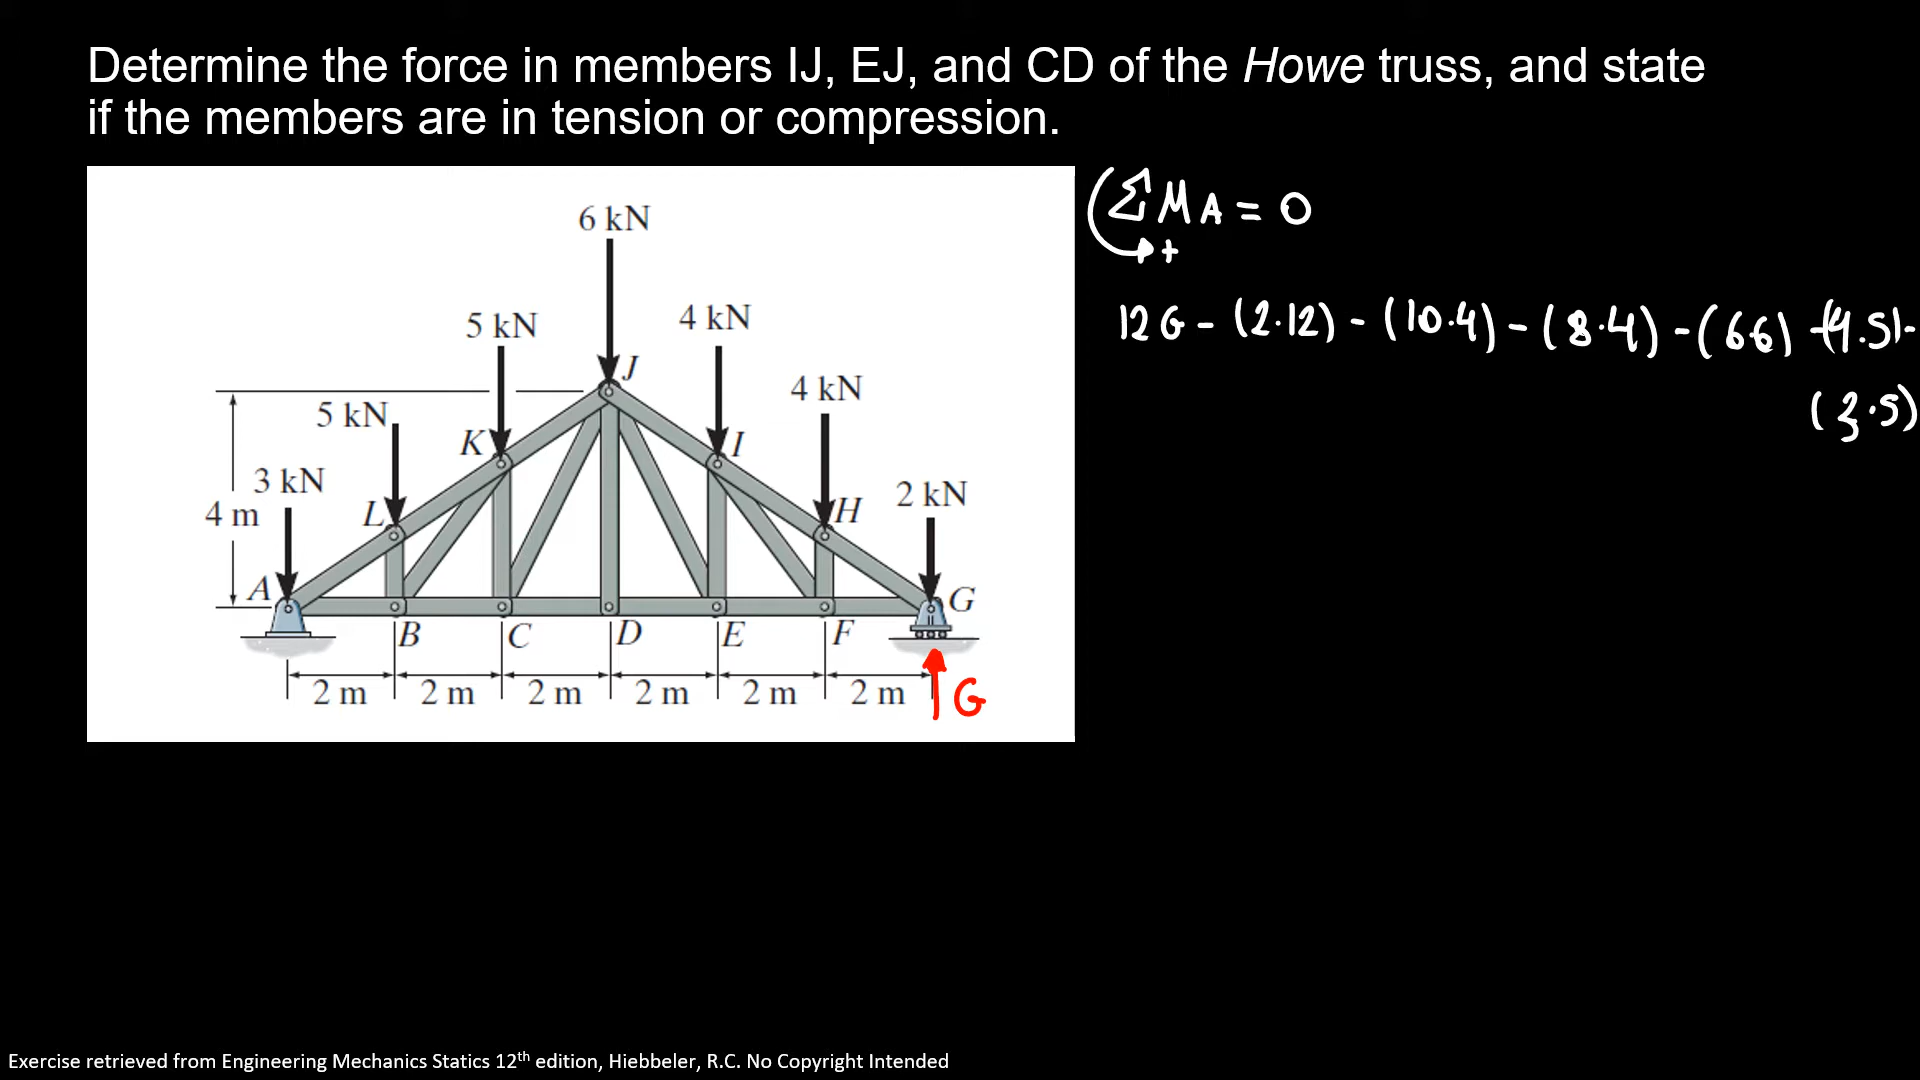 Determine the force in members IJ, EJ, and CD of the Howe truss, and state
if the members are in tension or compression.
ΣMA = 0
+
12G - (2·12) - (10·4) - (8·4) - (6·6) - (4·5) -
(2·5)
6 kN
5 kN
4 kN
J
4 kN
5 kN
K
I
3 kN
4 m
L
H
2 kN
A
G
B
C
D
E
F
2 m
2 m
2 m
2 m
2 m
2 m
G
Exercise retrieved from Engineering Mechanics Statics 12th edition, Hiebbeler, R.C. No Copyright Intended